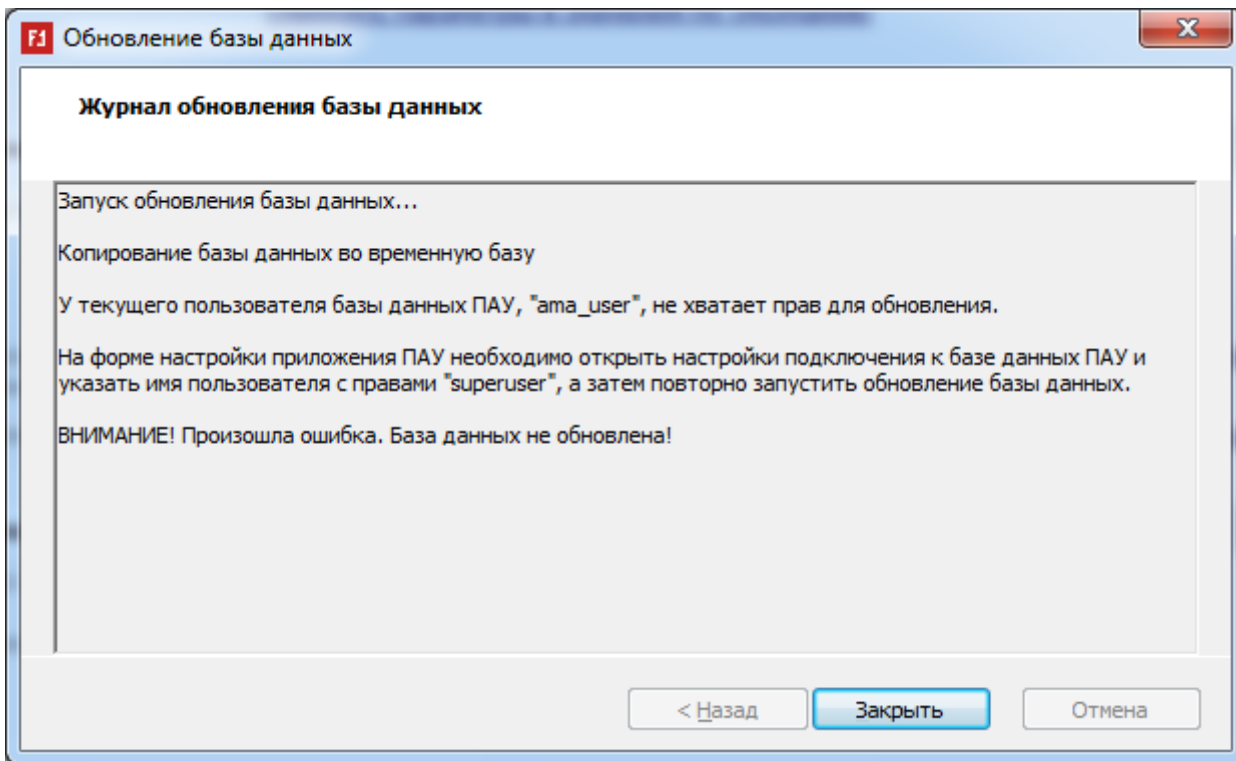 Обновление базы данных
Журнал обновления базы данных
Запуск обновления базы данных...
Копирование базы данных во временную базу
У текущего пользователя базы данных ПАУ, "ama_user", не хватает прав для обновления.
На форме настройки приложения ПАУ необходимо открыть настройки подключения к базе данных ПАУ и
указать имя пользователя с правами "superuser", а затем повторно запустить обновление базы данных.
ВНИМАНИЕ! Произошла ошибка. База данных не обновлена!
< Назад
Закрыть
Отмена